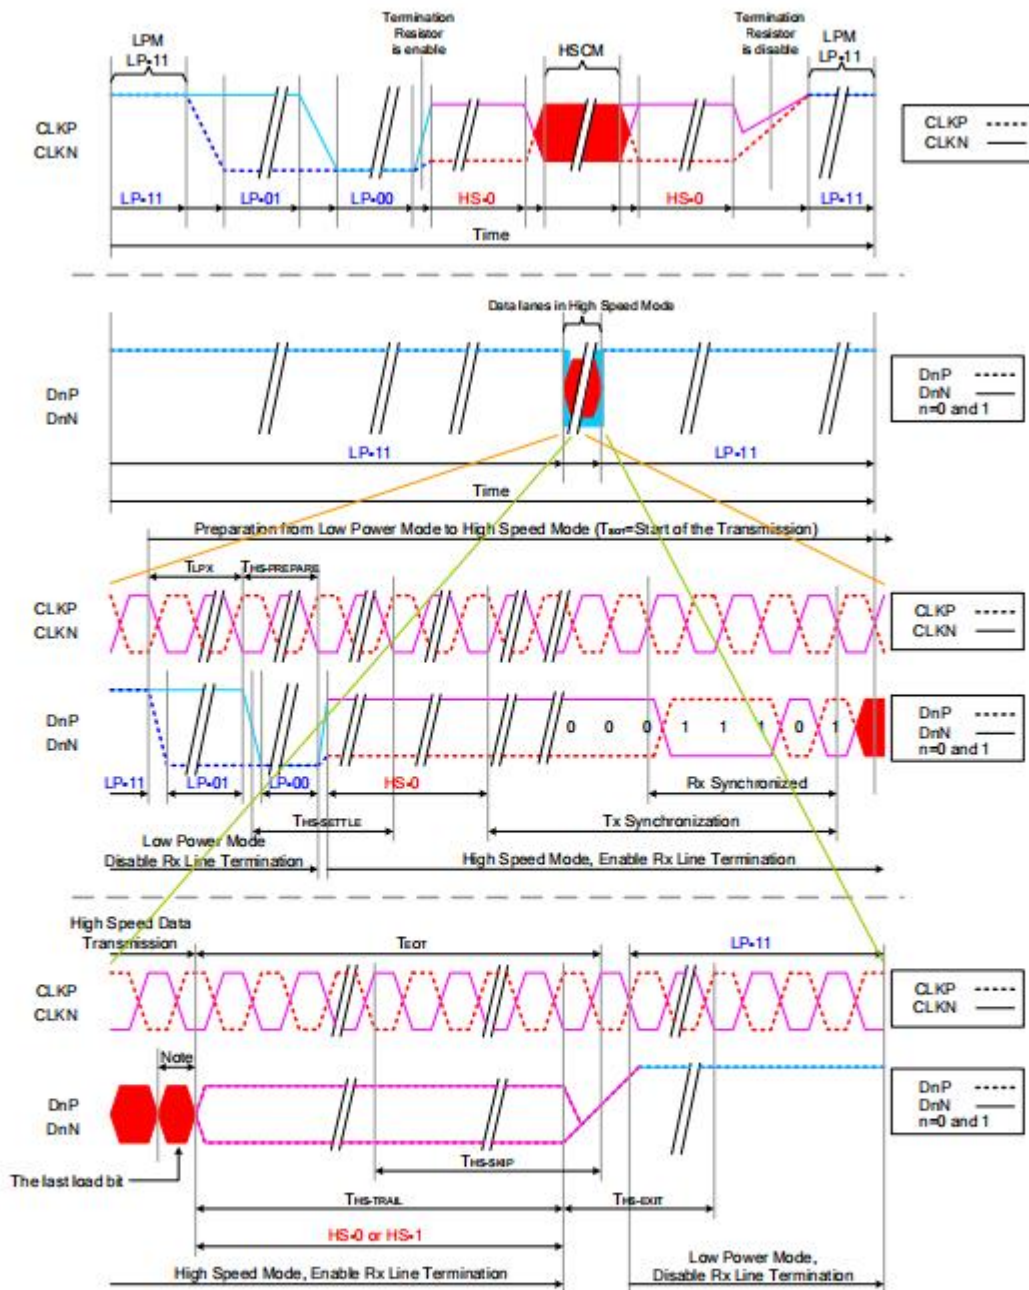 LPM
LP-11
Termination
Resistor
is enable
HSCM
Termination
Resistor
is disable
LPM
LP-11
CLKP
CLKN
CLKP
CLKN
LP-11
LP-01
LP-00
HS-0
HS-0
LP-11
Time
Data lanes in High Speed Mode
DnP
DnN
DnP
DnN
n=0 and 1
LP-11
LP-11
Time
Preparation from Low Power Mode to High Speed Mode (TSOT=Start of the Transmission)
TLPX
THS-PREPARE
CLKP
CLKN
CLKP
CLKN
DnP
DnN
0 0 0 1 1 1 0 1
DnP
DnN
n=0 and 1
LP-11
LP-01
LP-00
HS-0
Rx Synchronized
THS-SETTLE
Tx Synchronization
Low Power Mode
Disable Rx Line Termination
High Speed Mode, Enable Rx Line Termination
High Speed Data
Transmission
TEOT
LP-11
CLKP
CLKN
CLKP
CLKN
Note
DnP
DnN
DnP
DnN
n=0 and 1
The last load bit
THS-SKIP
THS-TRAIL
THS-EXIT
HS-0 or HS-1
High Speed Mode, Enable Rx Line Termination
Low Power Mode,
Disable Rx Line Termination